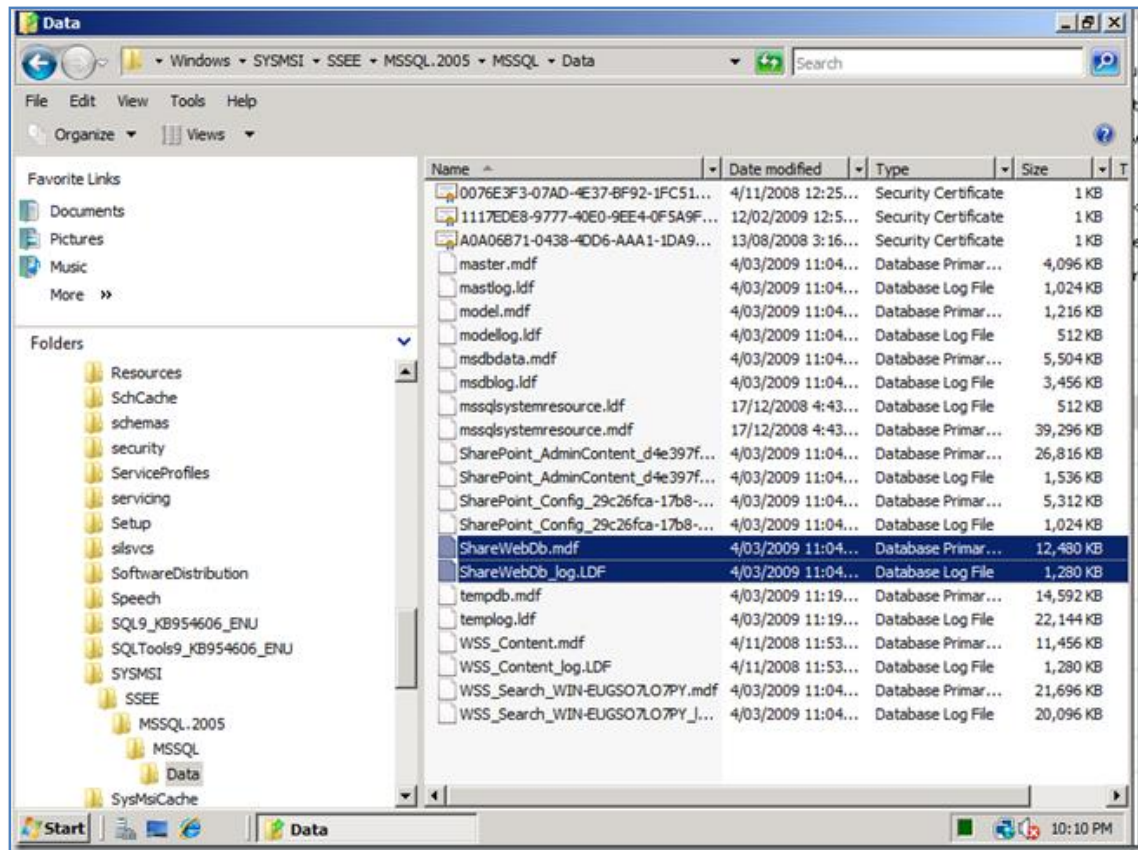 Data
Windows SYSMSI SSEE MSSQL.2005 MSSQL Data
Search
File Edit View Tools Help
Organize Views
Favorite Links
Documents
Pictures
Music
More
Folders
Resources
SchCache
schemas
security
ServiceProfiles
servicing
Setup
silsvcs
SoftwareDistribution
Speech
SQL9_KB954606_ENU
SQLTools9_KB954606_ENU
SYSMSI
SSEE
MSSQL.2005
MSSQL
Data
SysMsiCache
Name Date modified Type Size T
0076E3F3-07AD-4E37-BF92-1FC51... 4/11/2008 12:25... Security Certificate 1 KB
1117EDE8-9777-40E0-9EE4-0F5A9F... 12/02/2009 12:5... Security Certificate 1 KB
A0A06B71-0438-4DD6-AAA1-1DA9... 13/08/2008 3:16... Security Certificate 1 KB
master.mdf 4/03/2009 11:04... Database Primar... 4,096 KB
mastlog.ldf 4/03/2009 11:04... Database Log File 1,024 KB
model.mdf 4/03/2009 11:04... Database Primar... 1,216 KB
modellog.ldf 4/03/2009 11:04... Database Log File 512 KB
msdbdata.mdf 4/03/2009 11:04... Database Primar... 5,504 KB
msdblog.ldf 4/03/2009 11:04... Database Log File 3,456 KB
mssqlsystemresource.ldf 17/12/2008 4:43... Database Log File 512 KB
mssqlsystemresource.mdf 17/12/2008 4:43... Database Primar... 39,296 KB
SharePoint_AdminContent_d4e397f... 4/03/2009 11:04... Database Primar... 26,816 KB
SharePoint_AdminContent_d4e397f... 4/03/2009 11:04... Database Log File 1,536 KB
SharePoint_Config_29c26fca-17b8-... 4/03/2009 11:04... Database Primar... 5,312 KB
SharePoint_Config_29c26fca-17b8-... 4/03/2009 11:04... Database Log File 1,024 KB
ShareWebDb.mdf 4/03/2009 11:04... Database Primar... 12,480 KB
ShareWebDb_log.LDF 4/03/2009 11:04... Database Log File 1,280 KB
tempdb.mdf 4/03/2009 11:19... Database Primar... 14,592 KB
templog.ldf 4/03/2009 11:19... Database Log File 22,144 KB
WSS_Content.mdf 4/11/2008 11:53... Database Primar... 11,456 KB
WSS_Content_log.LDF 4/11/2008 11:53... Database Log File 1,280 KB
WSS_Search_WIN-EUGSO7LO7PY.mdf 4/03/2009 11:04... Database Primar... 21,696 KB
WSS_Search_WIN-EUGSO7LO7PY_l... 4/03/2009 11:04... Database Log File 20,096 KB
Start Data 10:10 PM